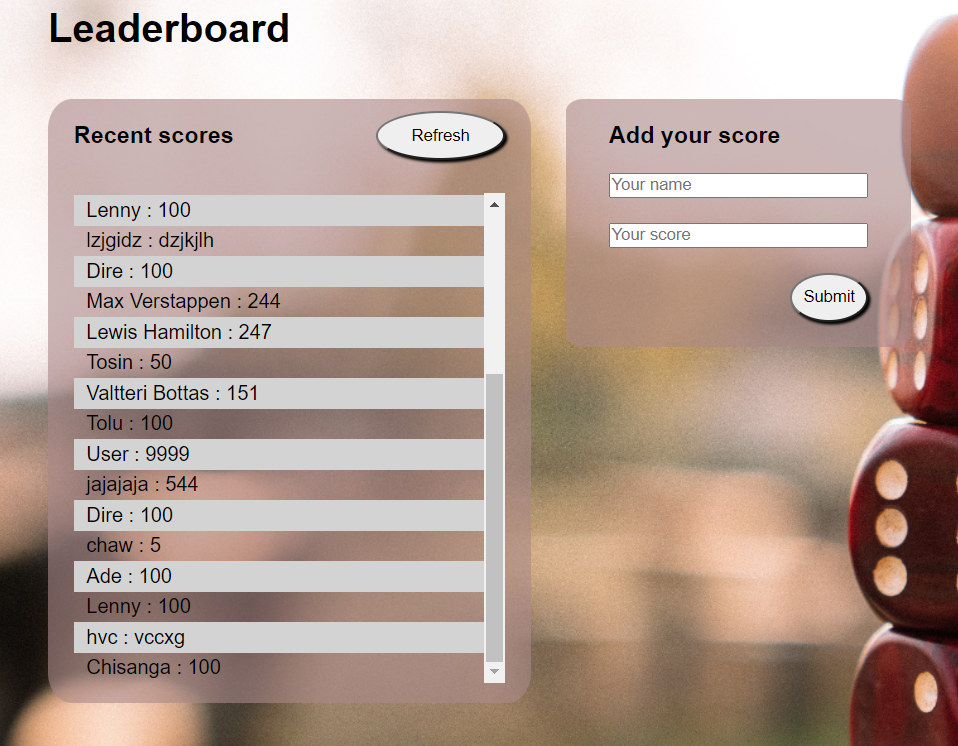 Leaderboard
Recent scores
Refresh
Lenny : 100
lzjgidz : dzjkjlh
Dire : 100
Max Verstappen : 244
Lewis Hamilton : 247
Tosin : 50
Valtteri Bottas : 151
Tolu : 100
User : 9999
jajajaja : 544
Dire : 100
chaw : 5
Ade : 100
Lenny : 100
hvc : vccxg
Chisanga : 100
Add your score
Your name
Your score
Submit